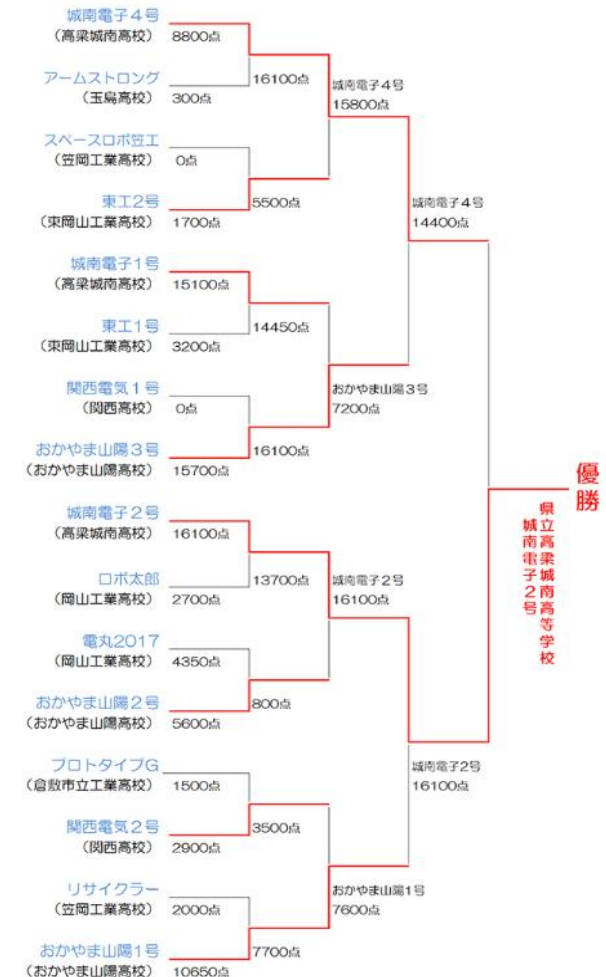 城南電子4号
（高梁城南高校） 8800点
16100点
アームストロング
（玉島高校） 300点
城南電子4号
15800点
スペースロボ笠工
（笠岡工業高校） 0点
東工2号
（東岡山工業高校） 1700点
5500点
城南電子4号
14400点
城南電子1号
（高梁城南高校） 15100点
東工1号
（東岡山工業高校） 3200点
14450点
関西電気1号
（関西高校） 0点
おかやま山陽3号
7200点
おかやま山陽3号
（おかやま山陽高校） 15700点
16100点
優勝
県立高梁城南高等学校
城南電子2号
城南電子2号
（高梁城南高校） 16100点
ロボ太郎
（岡山工業高校） 2700点
13700点
城南電子2号
16100点
電丸2017
（岡山工業高校） 4350点
おかやま山陽2号
（おかやま山陽高校） 5600点
800点
プロトタイプG
（倉敷市立工業高校） 1500点
城南電子2号
16100点
関西電気2号
（関西高校） 2900点
3500点
リサイクラー
（笠岡工業高校） 2000点
おかやま山陽1号
7600点
おかやま山陽1号
（おかやま山陽高校） 10650点
7700点